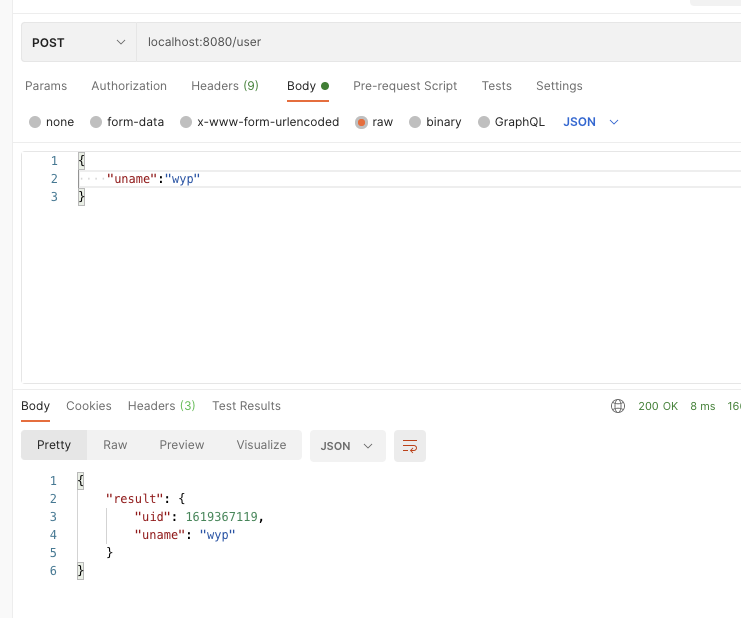 POST localhost:8080/user
Params Authorization Headers (9) Body Pre-request Script Tests Settings
none form-data x-www-form-urlencoded raw binary GraphQL JSON
1 {
2 "uname":"wyp"
3 }
Body Cookies Headers (3) Test Results 200 OK 8 ms
Pretty Raw Preview Visualize JSON
1 {
2 "result": {
3 "uid": 1619367119,
4 "uname": "wyp"
5 }
6 }